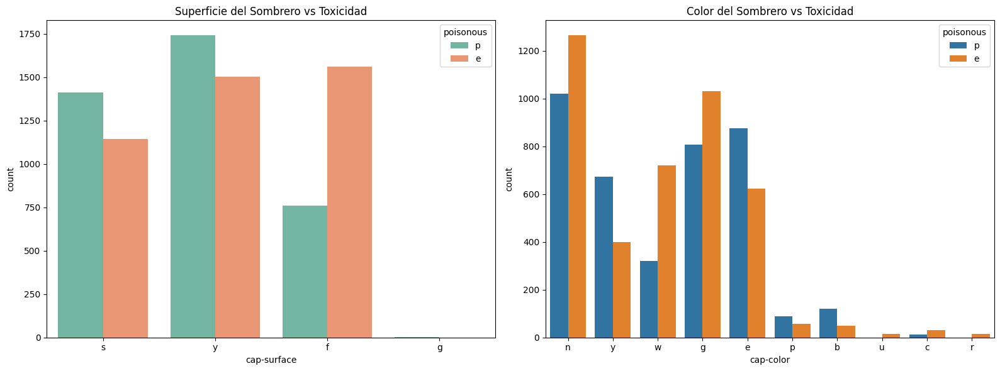 Superficie del Sombrero vs Toxicidad
1750
1500
1250
1000
750
500
250
0
count
s y f g
cap-surface
poisonous
p
e
Color del Sombrero vs Toxicidad
1200
1000
800
600
400
200
0
count
n y w g e p b u c r
cap-color
poisonous
p
e